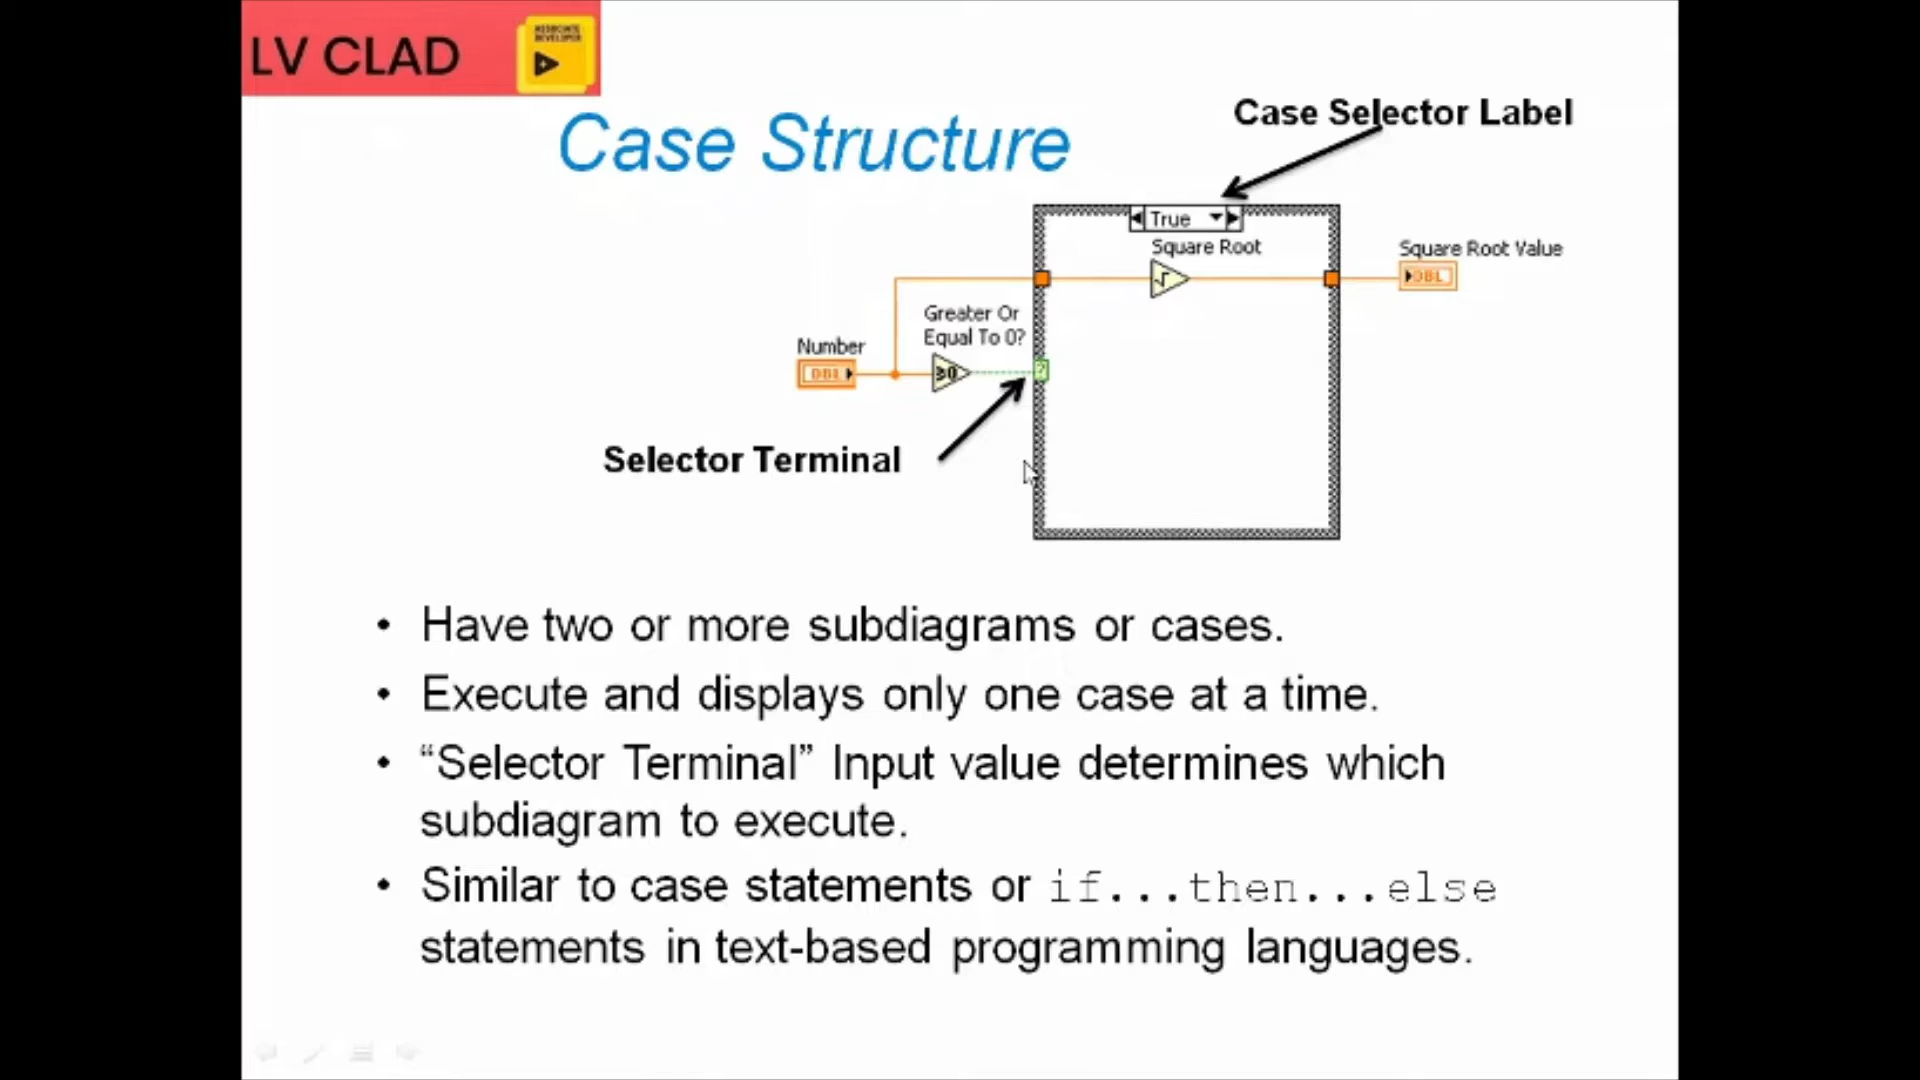 LV CLAD
ASSOCIATE
DEVELOPER
Case Structure
Case Selector Label
True
Square Root
Square Root Value
DBL
Greater Or
Equal To 0?
Number
DBL
≥0
?
Selector Terminal
• Have two or more subdiagrams or cases.
• Execute and displays only one case at a time.
• “Selector Terminal” Input value determines which
subdiagram to execute.
• Similar to case statements or if...then...else
statements in text-based programming languages.